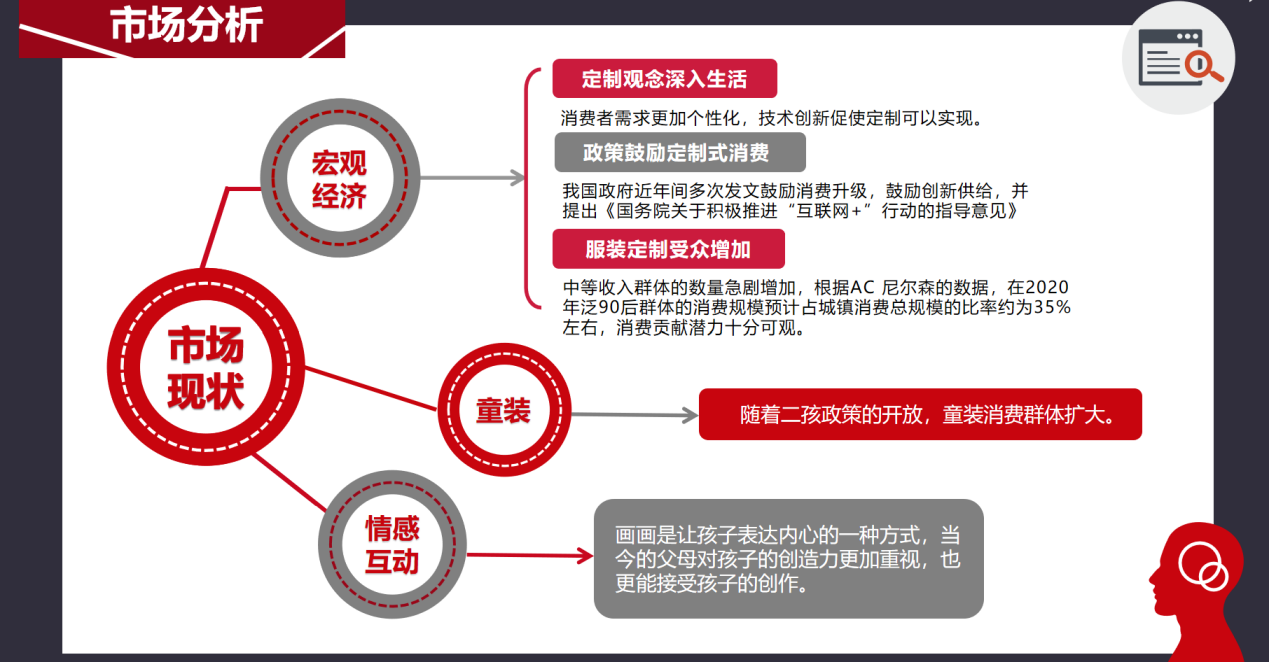 市场分析
定制观念深入生活
消费者需求更加个性化，技术创新促使定制可以实现。
政策鼓励定制式消费
我国政府近年间多次发文鼓励消费升级，鼓励创新供给，并
提出《国务院关于积极推进“互联网+”行动的指导意见》
服装定制受众增加
中等收入群体的数量急剧增加，根据AC 尼尔森的数据，在2020
年泛90后群体的消费规模预计占城镇消费总规模的比率约为35%
左右，消费贡献潜力十分可观。
宏观
经济
市场
现状
童装
随着二孩政策的开放，童装消费群体扩大。
情感
互动
画画是让孩子表达内心的一种方式，当
今的父母对孩子的创造力更加重视，也
更能接受孩子的创作。